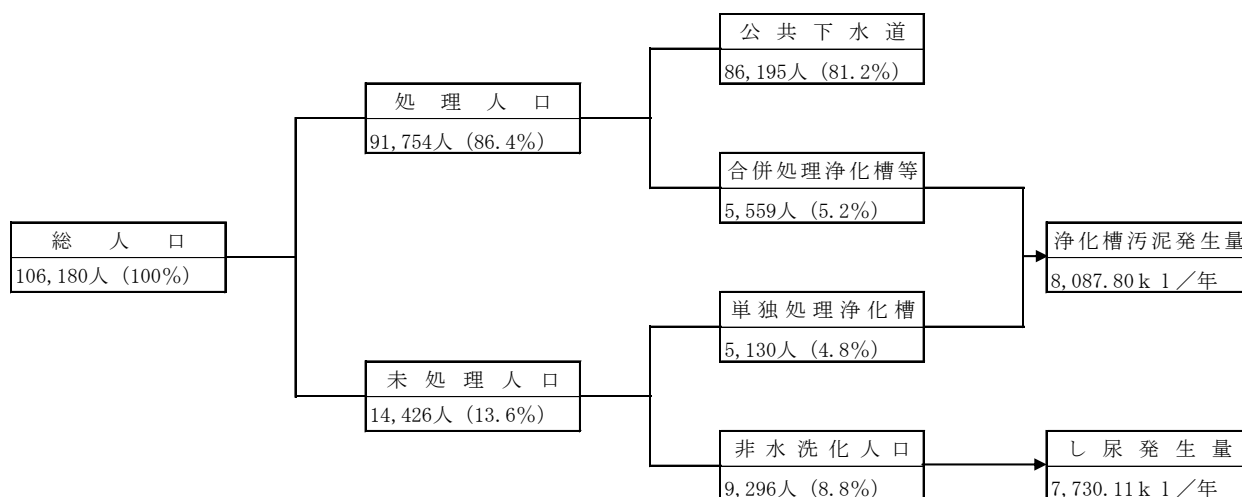 公共下水道
86,195人 (81.2%)
処理人口
91,754人 (86.4%)
合併処理浄化槽等
5,559人 (5.2%)
総人口
106,180人 (100%)
浄化槽汚泥発生量
8,087.80ｋｌ／年
単独処理浄化槽
5,130人 (4.8%)
未処理人口
14,426人 (13.6%)
非水洗化人口
9,296人 (8.8%)
し尿発生量
7,730.11ｋｌ／年